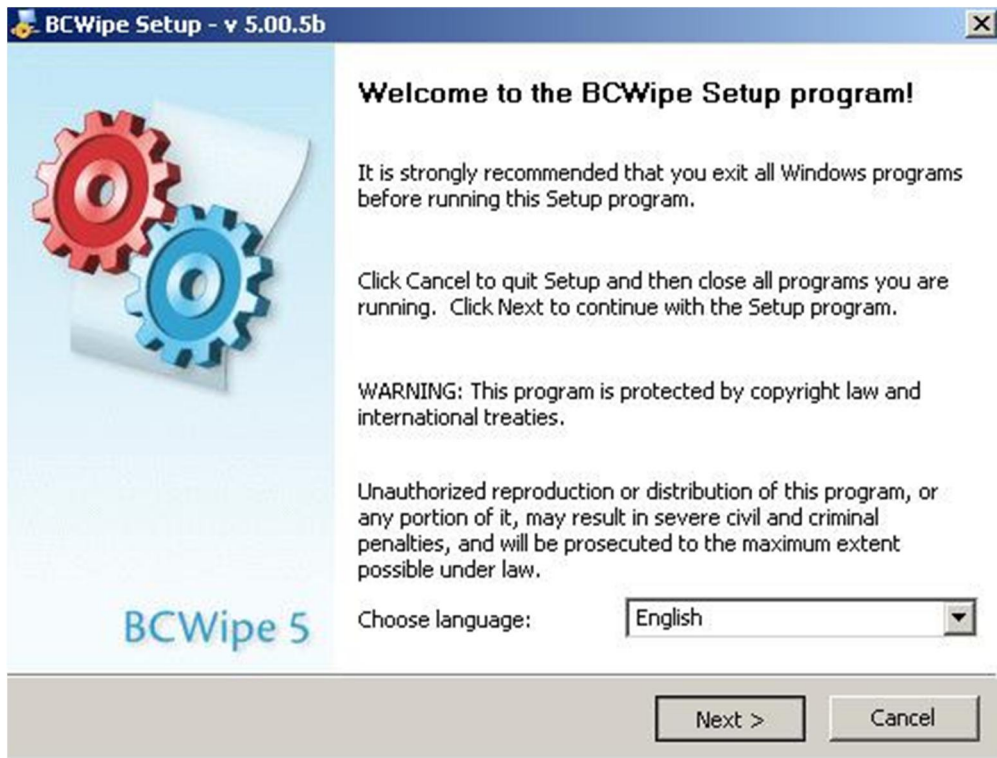 BCWipe Setup - v 5.00.5b
Welcome to the BCWipe Setup program!
It is strongly recommended that you exit all Windows programs
before running this Setup program.
Click Cancel to quit Setup and then close all programs you are
running.  Click Next to continue with the Setup program.
WARNING: This program is protected by copyright law and
international treaties.
Unauthorized reproduction or distribution of this program, or
any portion of it, may result in severe civil and criminal
penalties, and will be prosecuted to the maximum extent
possible under law.
Choose language:
English
BCWipe 5
Next >
Cancel